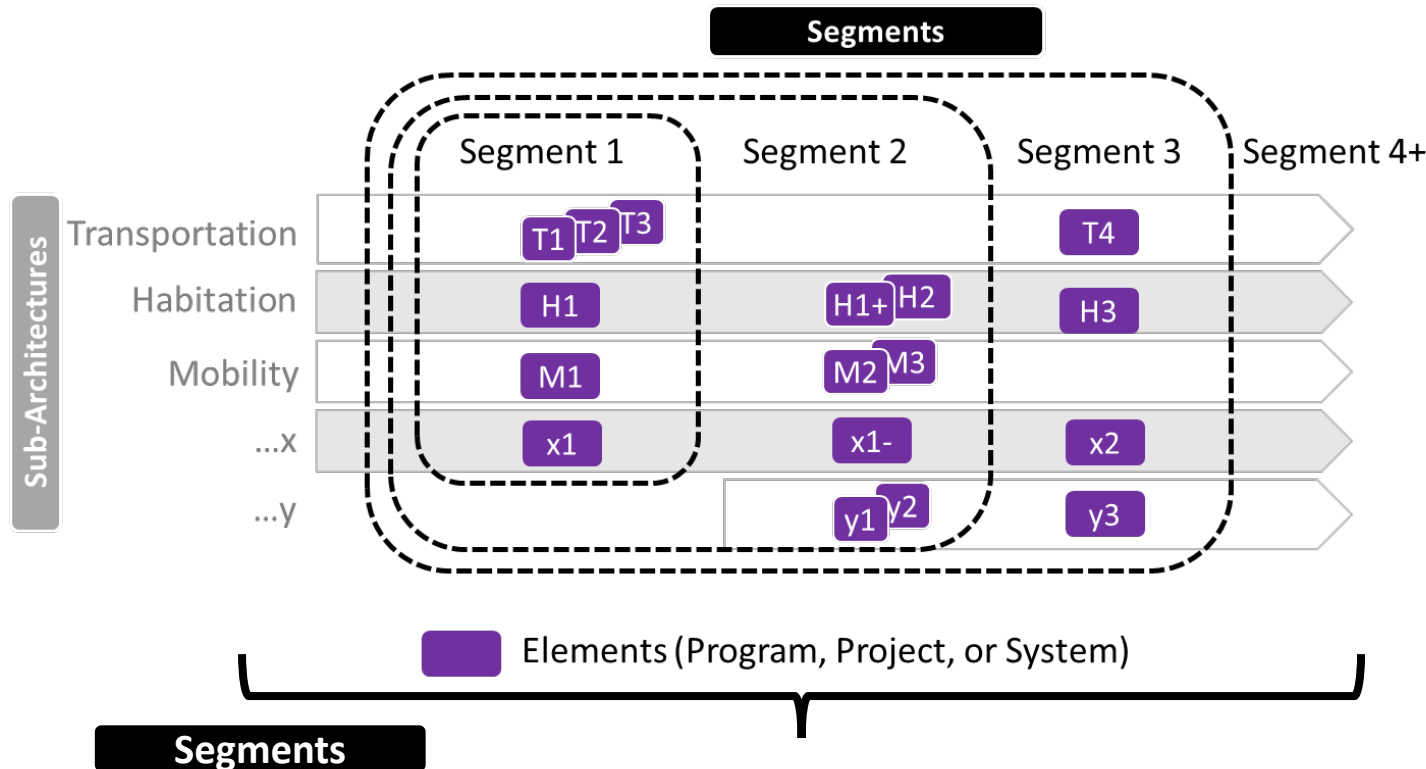 Segments
Segment 1 Segment 2 Segment 3 Segment 4+
Sub-Architectures
Transportation T1 T2 T3 T4
Habitation H1 H1+ H2 H3
Mobility M1 M2 M3
...x x1 x1- x2
...y y1 y2 y3
Elements (Program, Project, or System)
Segments